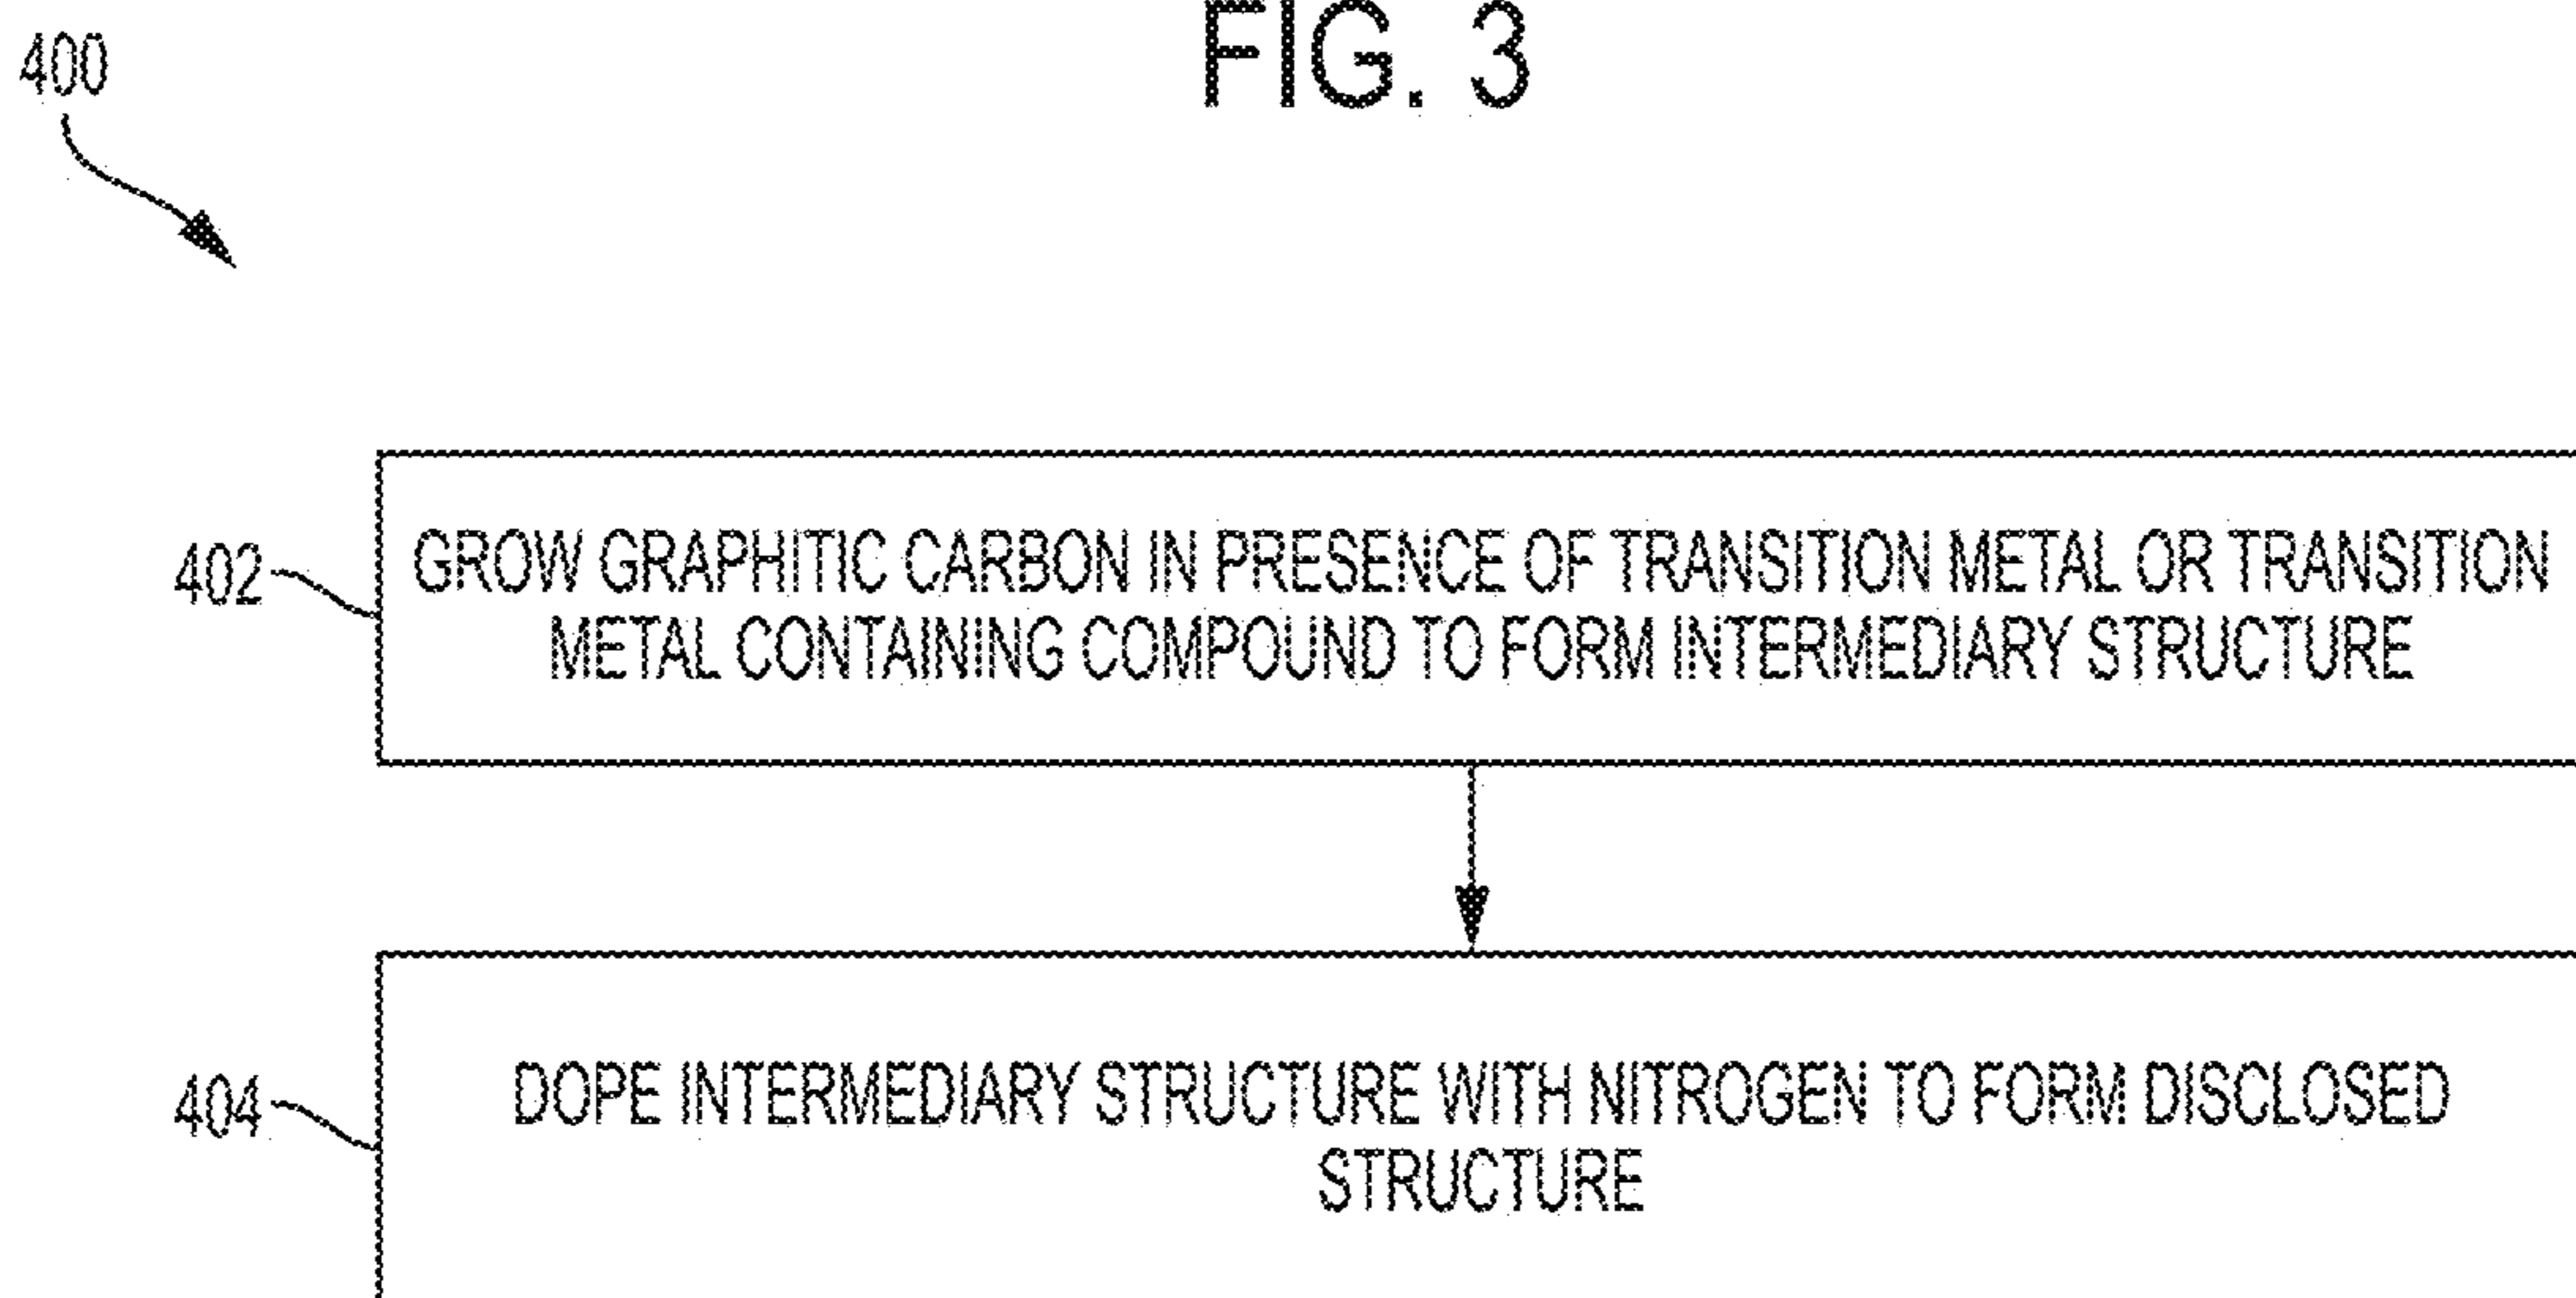 FIG. 3
400
402
GROW GRAPHITIC CARBON IN PRESENCE OF TRANSITION METAL OR TRANSITION
METAL CONTAINING COMPOUND TO FORM INTERMEDIARY STRUCTURE
404
DOPE INTERMEDIARY STRUCTURE WITH NITROGEN TO FORM DISCLOSED
STRUCTURE